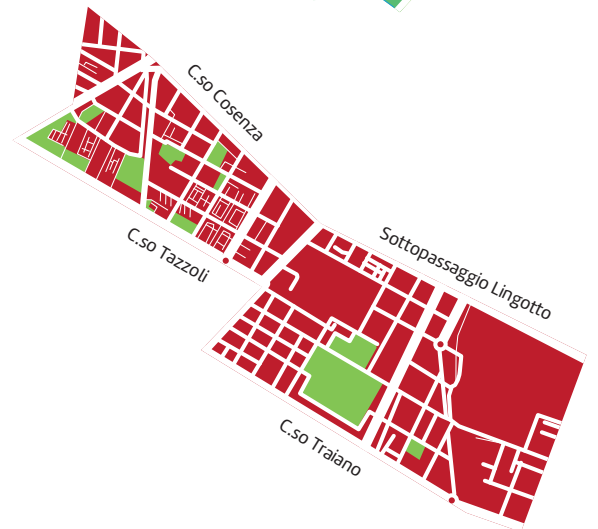 C.so Cosenza
Sottopassaggio Lingotto
C.so Tazzoli
C.so Traiano